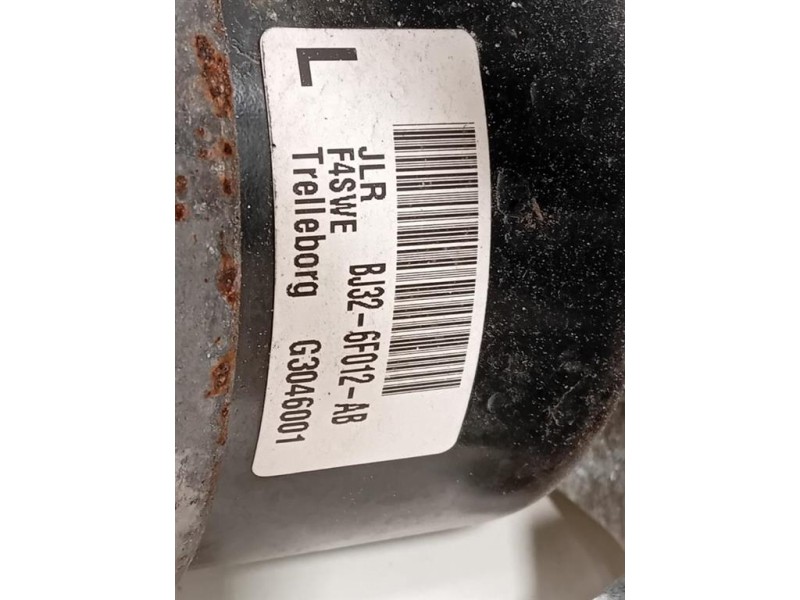 L
JLR
F4SWE BJ32-6F012-AB
Trelleborg G3046001